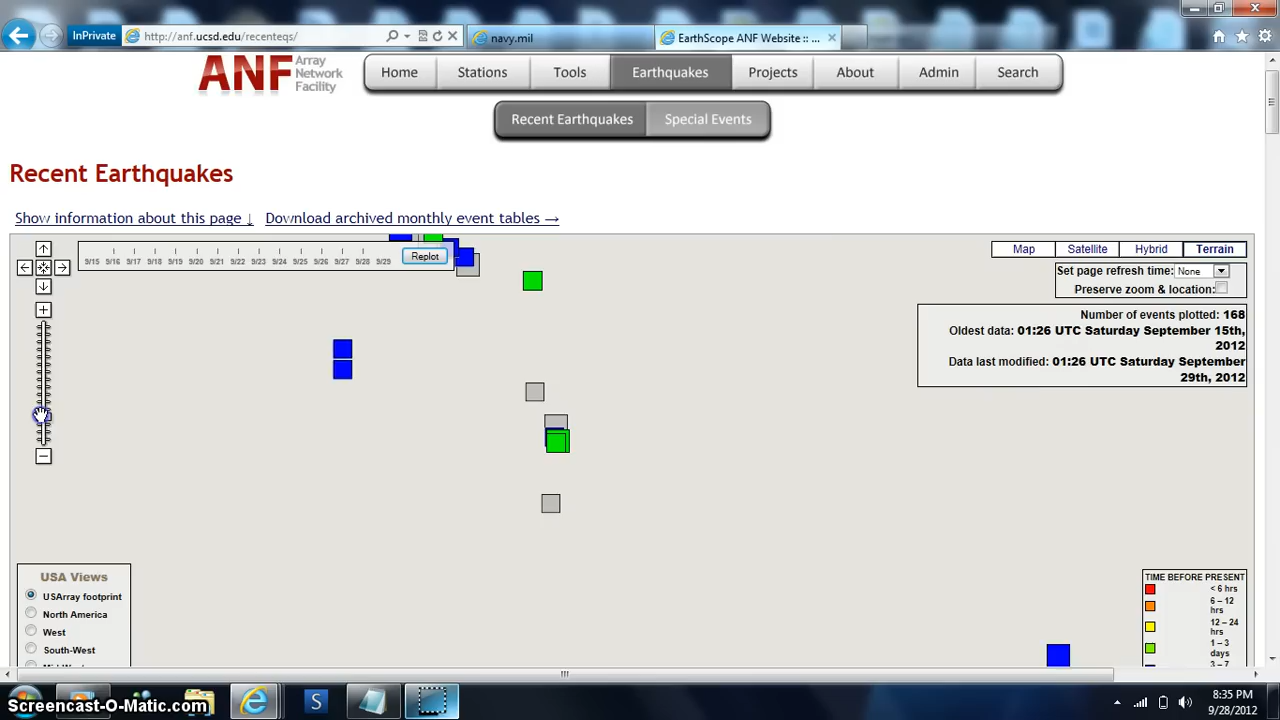 InPrivate
http://anf.ucsd.edu/recenteqs/
navy.mil
EarthScope ANF Website :: ...
ANF
Array
Network
Facility
Home
Stations
Tools
Earthquakes
Projects
About
Admin
Search
Recent Earthquakes
Special Events
Recent Earthquakes
Show information about this page ↓
Download archived monthly event tables →
9/15 9/16 9/17 9/18 9/19 9/20 9/21 9/22 9/23 9/24 9/25 9/26 9/27 9/28 9/29
Replot
Map
Satellite
Hybrid
Terrain
Set page refresh time: None
Preserve zoom & location:
Number of events plotted: 168
Oldest data: 01:26 UTC Saturday September 15th,
2012
Data last modified: 01:26 UTC Saturday September
29th, 2012
USA Views
USArray footprint
North America
West
South-West
TIME BEFORE PRESENT
< 6 hrs
6 – 12
hrs
12 – 24
hrs
1 – 3
days
3 – 7
Screencast-O-Matic.com
S
8:35 PM
9/28/2012